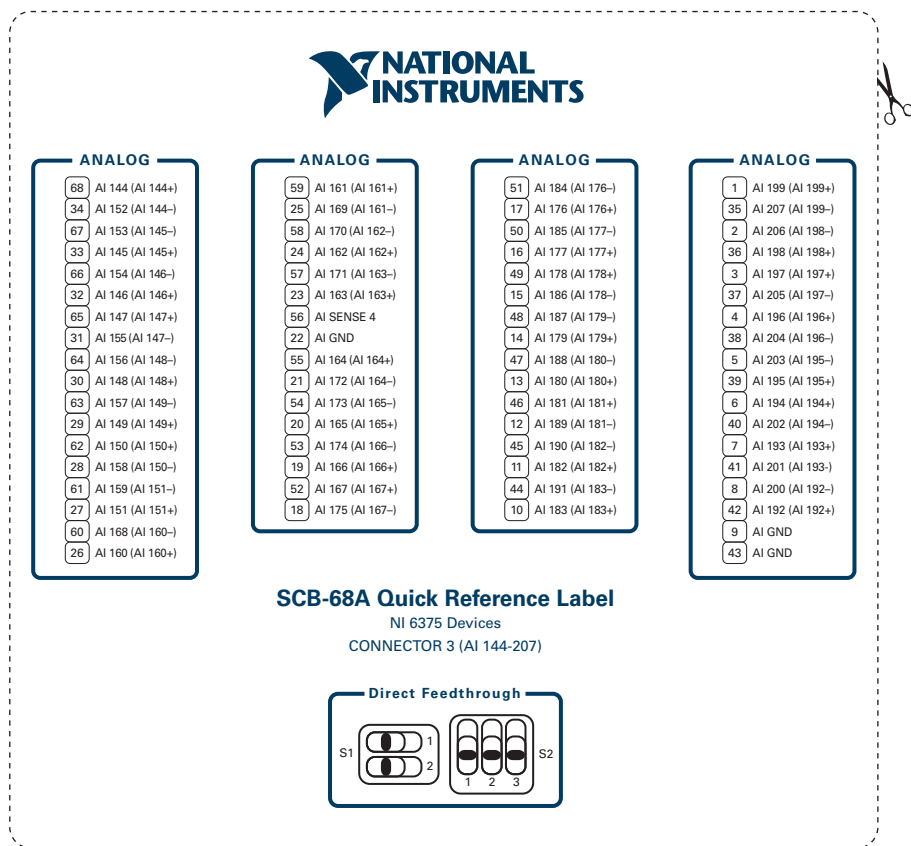 NATIONAL
INSTRUMENTS
ANALOG
68 AI 144 (AI 144+)
34 AI 152 (AI 144–)
67 AI 153 (AI 145–)
33 AI 145 (AI 145+)
66 AI 154 (AI 146–)
32 AI 146 (AI 146+)
65 AI 147 (AI 147+)
31 AI 155 (AI 147–)
64 AI 156 (AI 148–)
30 AI 148 (AI 148+)
63 AI 157 (AI 149–)
29 AI 149 (AI 149+)
62 AI 150 (AI 150+)
28 AI 158 (AI 150–)
61 AI 159 (AI 151–)
27 AI 151 (AI 151+)
60 AI 168 (AI 160–)
26 AI 160 (AI 160+)
ANALOG
59 AI 161 (AI 161+)
25 AI 169 (AI 161–)
58 AI 170 (AI 162–)
24 AI 162 (AI 162+)
57 AI 171 (AI 163–)
23 AI 163 (AI 163+)
56 AI SENSE 4
22 AI GND
55 AI 164 (AI 164+)
21 AI 172 (AI 164–)
54 AI 173 (AI 165–)
20 AI 165 (AI 165+)
53 AI 174 (AI 166–)
19 AI 166 (AI 166+)
52 AI 167 (AI 167+)
18 AI 175 (AI 167–)
ANALOG
51 AI 184 (AI 176–)
17 AI 176 (AI 176+)
50 AI 185 (AI 177–)
16 AI 177 (AI 177+)
49 AI 178 (AI 178+)
15 AI 186 (AI 178–)
48 AI 187 (AI 179–)
14 AI 179 (AI 179+)
47 AI 188 (AI 180–)
13 AI 180 (AI 180+)
46 AI 181 (AI 181+)
12 AI 189 (AI 181–)
45 AI 190 (AI 182–)
11 AI 182 (AI 182+)
44 AI 191 (AI 183–)
10 AI 183 (AI 183+)
ANALOG
1 AI 199 (AI 199+)
35 AI 207 (AI 199–)
2 AI 206 (AI 198–)
36 AI 198 (AI 198+)
3 AI 197 (AI 197+)
37 AI 205 (AI 197–)
4 AI 196 (AI 196+)
38 AI 204 (AI 196–)
5 AI 203 (AI 195–)
39 AI 195 (AI 195+)
6 AI 194 (AI 194+)
40 AI 202 (AI 194–)
7 AI 193 (AI 193+)
41 AI 201 (AI 193-)
8 AI 200 (AI 192–)
42 AI 192 (AI 192+)
9 AI GND
43 AI GND
SCB-68A Quick Reference Label
NI 6375 Devices
CONNECTOR 3 (AI 144-207)
Direct Feedthrough
S1
1
2
S2
1 2 3